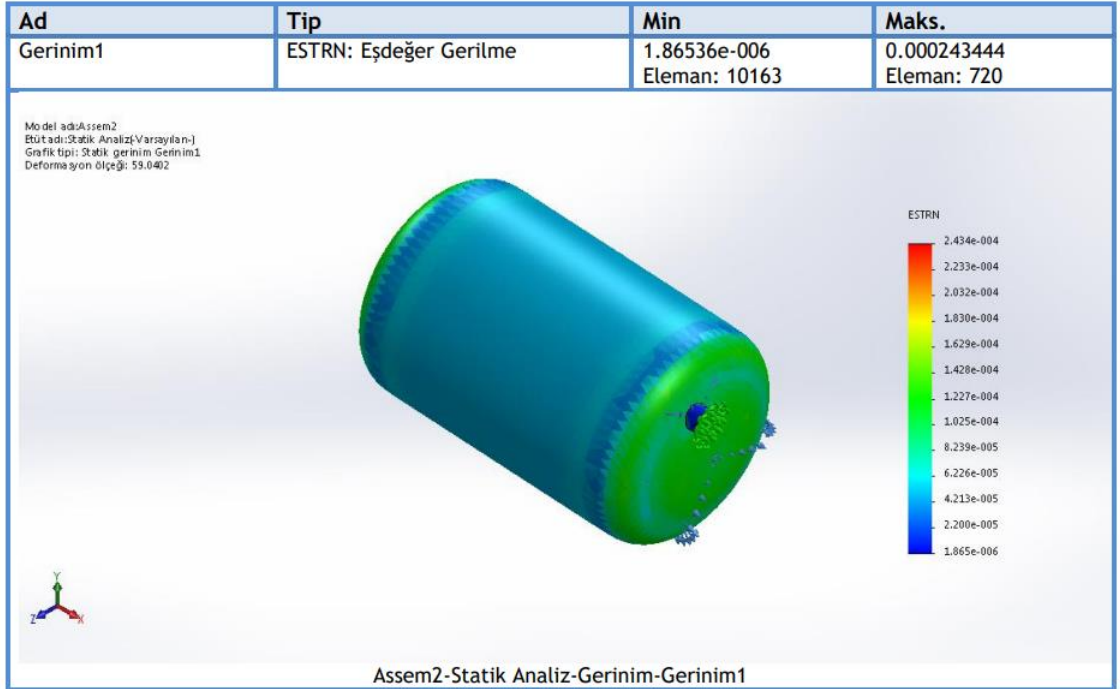 Ad Tip Min Maks.
Gerinim1 ESTRN: Eşdeğer Gerilme 1.86536e-006 0.000243444
Eleman: 10163 Eleman: 720
Model adı:Assem2
Etüt adı:Statik Analiz(-Varsayılan-)
Grafik tipi: Statik gerinim Gerinim1
Deformasyon ölçeği: 59.0402
ESTRN
2.434e-004
2.233e-004
2.032e-004
1.830e-004
1.629e-004
1.428e-004
1.227e-004
1.025e-004
8.239e-005
6.226e-005
4.213e-005
2.200e-005
1.865e-006
Y
Z X
Assem2-Statik Analiz-Gerinim-Gerinim1